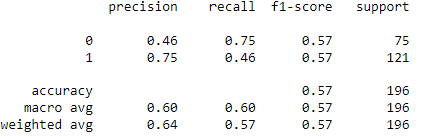 precision recall f1-score support
0 0.46 0.75 0.57 75
1 0.75 0.46 0.57 121
accuracy 0.57 196
macro avg 0.60 0.60 0.57 196
weighted avg 0.64 0.57 0.57 196